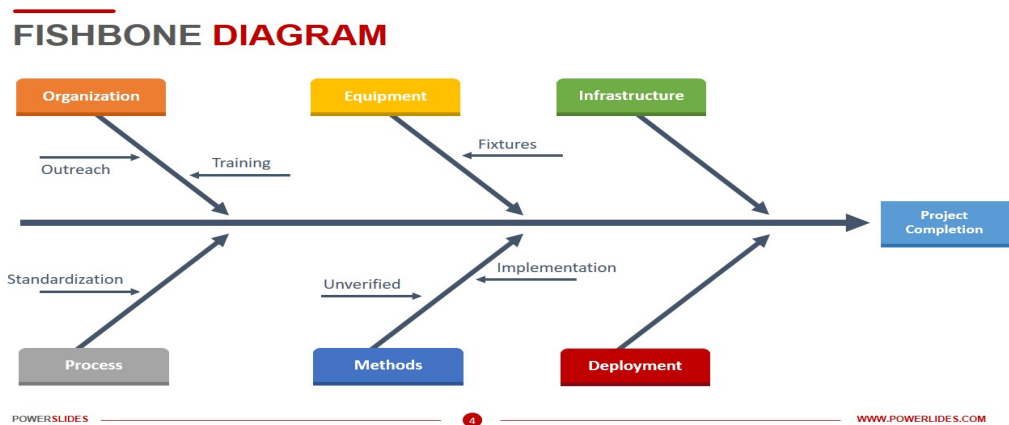 FISHBONE DIAGRAM
Organization
Equipment
Infrastructure
Fixtures
Training
Outreach
Project
Completion
Standardization
Implementation
Unverified
Process
Methods
Deployment
POWERSLIDES
4
WWW.POWERLIDES.COM